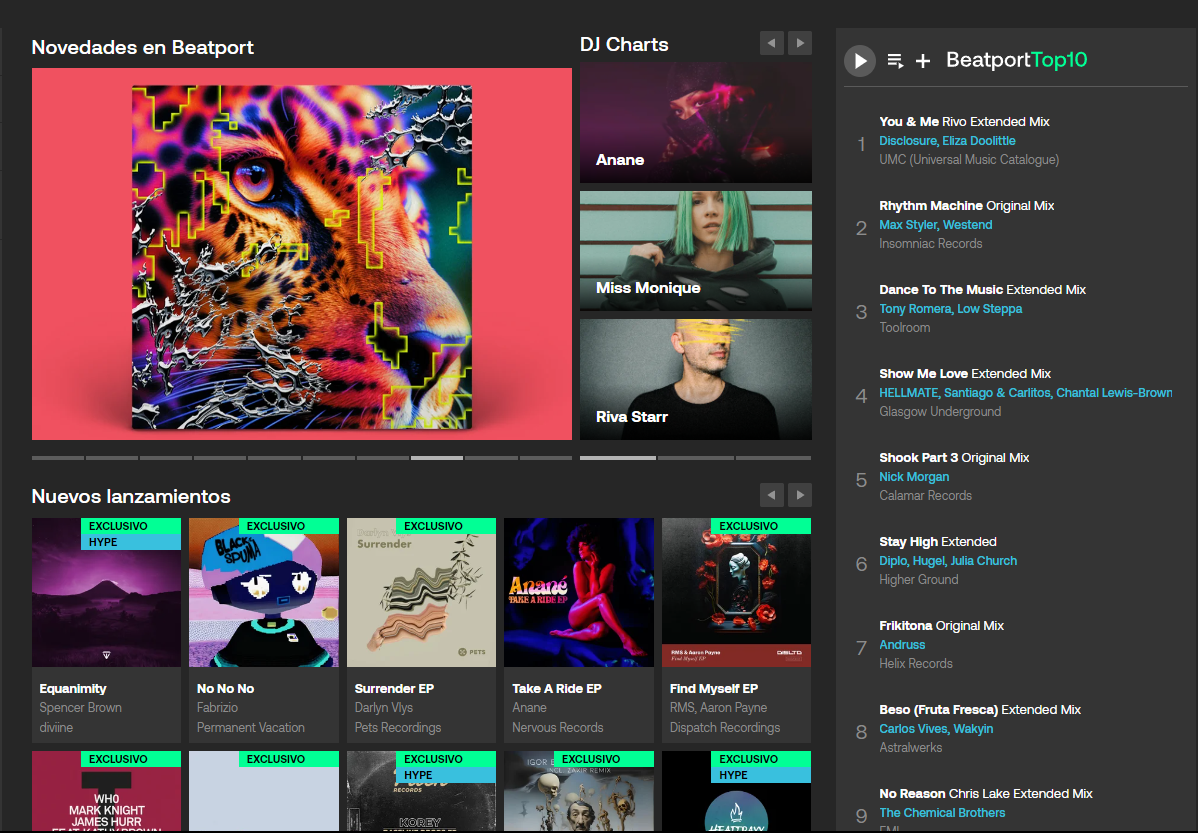 Novedades en Beatport
DJ Charts
Anane
Miss Monique
Riva Starr
Nuevos lanzamientos
EXCLUSIVO
HYPE
Equanimity
Spencer Brown
diviine
EXCLUSIVO
BLACK
SPUMA
No No No
Fabrizio
Permanent Vacation
EXCLUSIVO
Darlyn Vlys
Surrender
PETS
Surrender EP
Darlyn Vlys
Pets Recordings
Anané
TAKE A RIDE EP
Take A Ride EP
Anane
Nervous Records
EXCLUSIVO
RMS & Aaron Payne
Find Myself EP
Find Myself EP
RMS, Aaron Payne
Dispatch Recordings
EXCLUSIVO
WH0
MARK KNIGHT
JAMES HURR
EXCLUSIVO
EXCLUSIVO
HYPE
RECORDS
KOREY
EXCLUSIVO
INCL. ZAKIR REMIX
EXCLUSIVO
HYPE
BeatportTop10
1
You & Me Rivo Extended Mix
Disclosure, Eliza Doolittle
UMC (Universal Music Catalogue)
2
Rhythm Machine Original Mix
Max Styler, Westend
Insomniac Records
3
Dance To The Music Extended Mix
Tony Romera, Low Steppa
Toolroom
4
Show Me Love Extended Mix
HELLMATE, Santiago & Carlitos, Chantal Lewis-Brown
Glasgow Underground
5
Shook Part 3 Original Mix
Nick Morgan
Calamar Records
6
Stay High Extended
Diplo, Hugel, Julia Church
Higher Ground
7
Frikitona Original Mix
Andruss
Helix Records
8
Beso (Fruta Fresca) Extended Mix
Carlos Vives, Wakyin
Astralwerks
9
No Reason Chris Lake Extended Mix
The Chemical Brothers
EMI